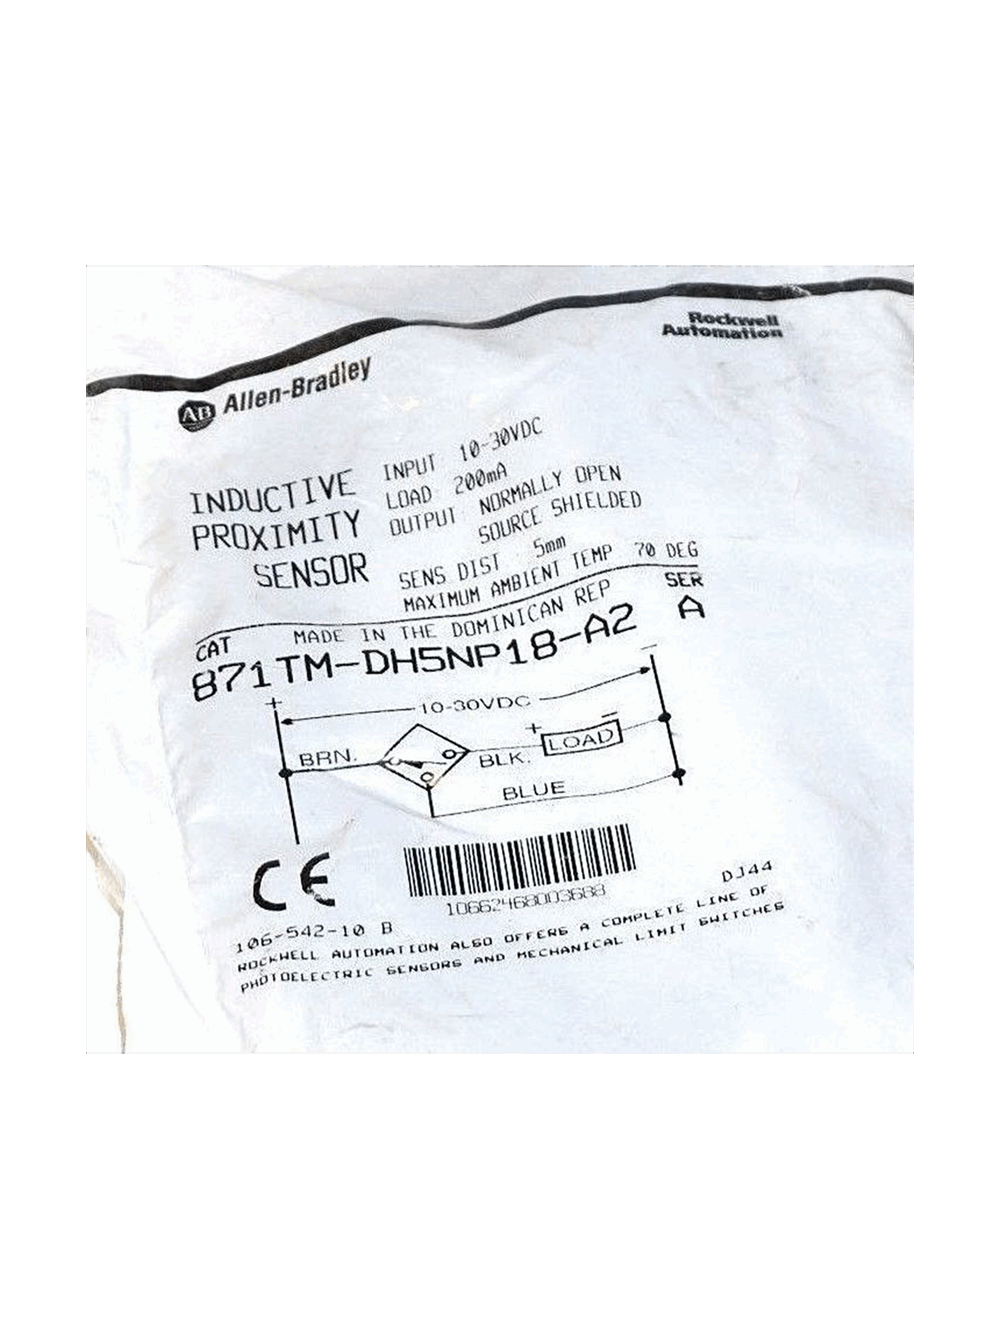 Rockwell
Automation
AB Allen-Bradley
INDUCTIVE
PROXIMITY
SENSOR
INPUT 10-30VDC
LOAD 200mA
OUTPUT NORMALLY OPEN
SOURCE SHIELDED
SENS DIST 5mm
MAXIMUM AMBIENT TEMP 70 DEG
CAT MADE IN THE DOMINICAN REP SER
871TM-DH5NP18-A2 A
+ 10-30VDC -
BRN. BLK. + LOAD -
BLUE
CE
10662468003688
DJ44
106-542-10 B
ROCKWELL AUTOMATION ALSO OFFERS A COMPLETE LINE OF
PHOTOELECTRIC SENSORS AND MECHANICAL LIMIT SWITCHES